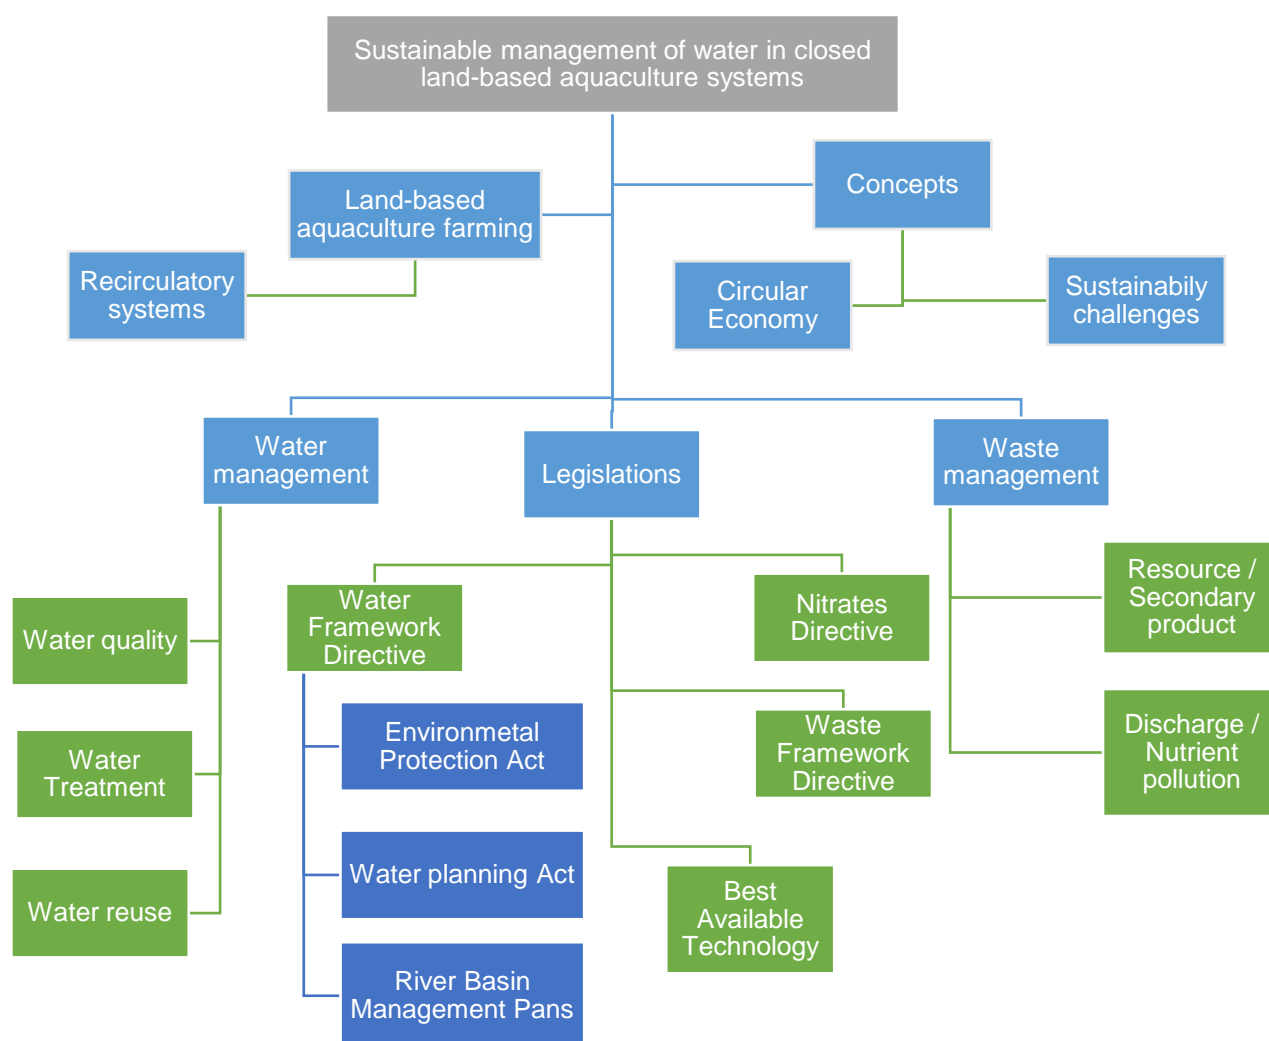 Sustainable management of water in closed
land-based aquaculture systems
Concepts
Land-based
aquaculture farming
Recirculatory
systems
Circular
Economy
Sustainabily
challenges
Water
management
Legislations
Waste
management
Water quality
Water
Treatment
Water reuse
Water
Framework
Directive
Environmetal
Protection Act
Water planning Act
River Basin
Management Pans
Nitrates
Directive
Waste
Framework
Directive
Best
Available
Technology
Resource /
Secondary
product
Discharge /
Nutrient
pollution